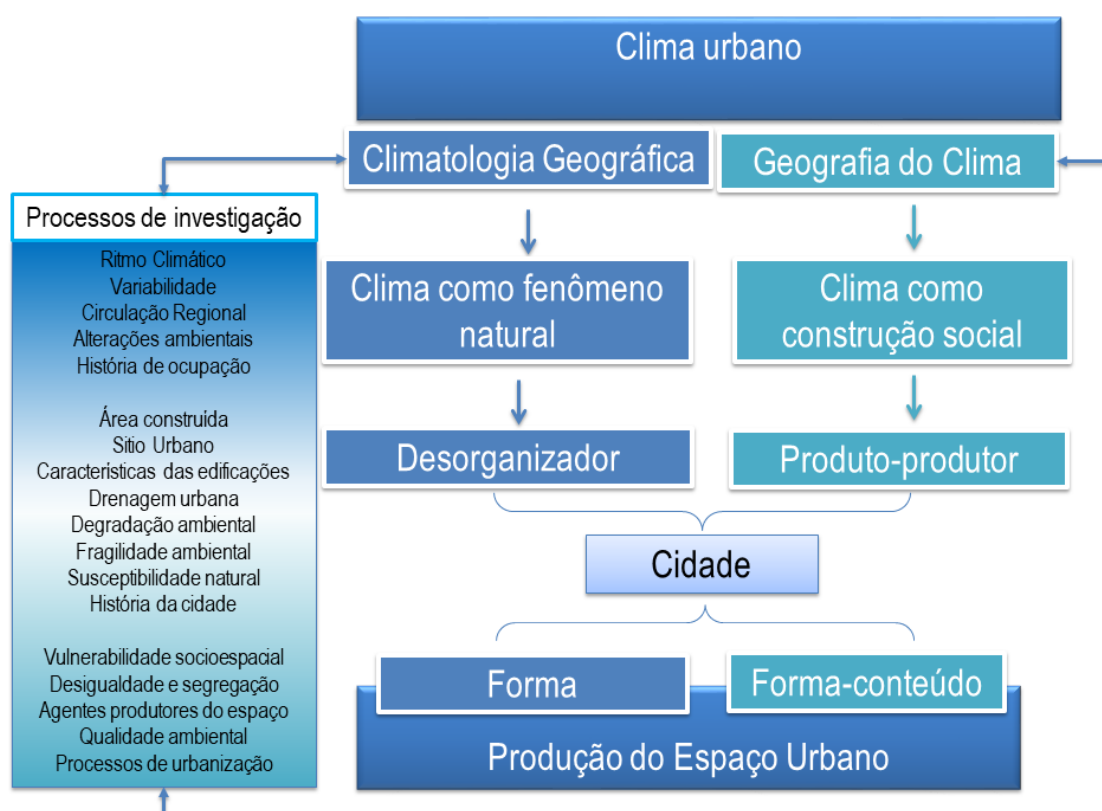 Clima urbano
Climatologia Geográfica
Geografia do Clima
Processos de investigação
Ritmo Climático
Variabilidade
Circulação Regional
Alterações ambientais
História de ocupação
Área construída
Sitio Urbano
Características das edificações
Drenagem urbana
Degradação ambiental
Fragilidade ambiental
Susceptibilidade natural
História da cidade
Vulnerabilidade socioespacial
Desigualdade e segregação
Agentes produtores do espaço
Qualidade ambiental
Processos de urbanização
Clima como fenômeno
natural
Clima como
construção social
Desorganizador
Produto-produtor
Cidade
Forma
Forma-conteúdo
Produção do Espaço Urbano